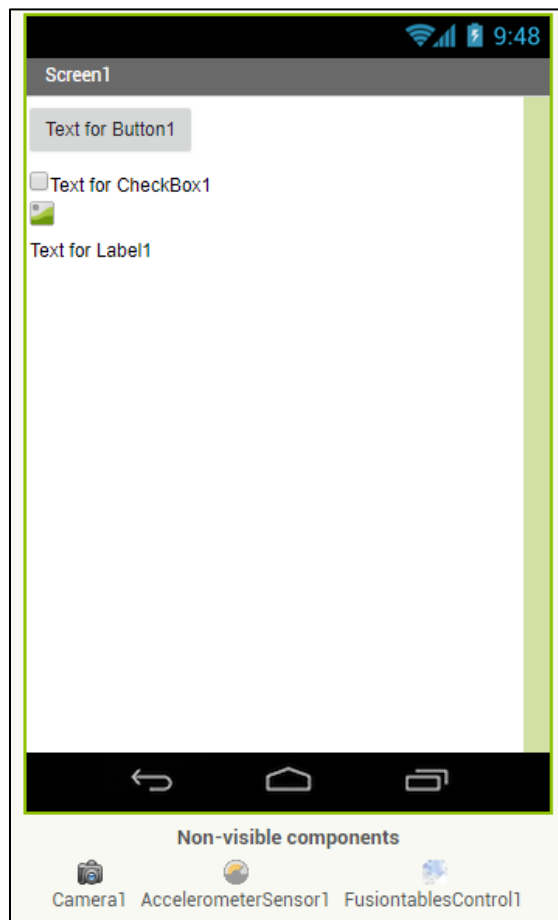 9:48
Screen1
Text for Button1
Text for CheckBox1
Text for Label1
Non-visible components
Camera1 AccelerometerSensor1 FusiontablesControl1